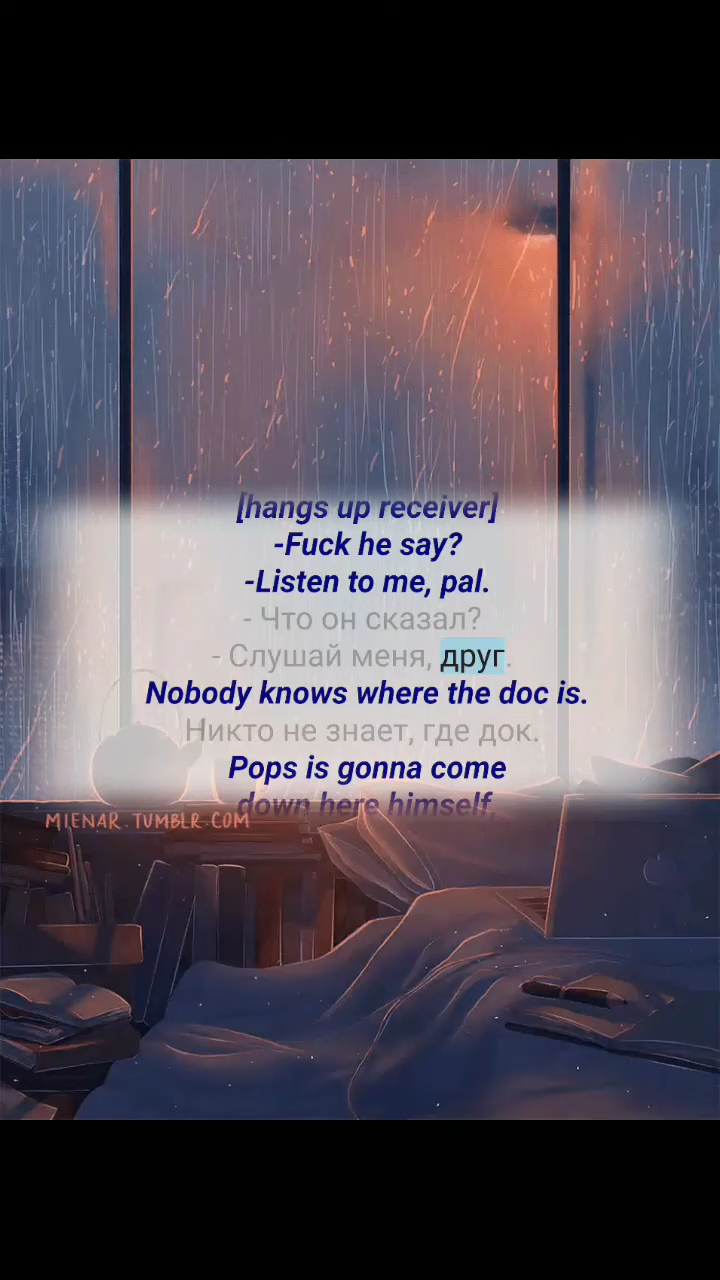 [hangs up receiver]
-Fuck he say?
-Listen to me, pal.
- Что он сказал?
- Слушай меня, друг.
Nobody knows where the doc is.
Никто не знает, где док.
Pops is gonna come
down here himself,
MIENAR.TUMBLR.COM